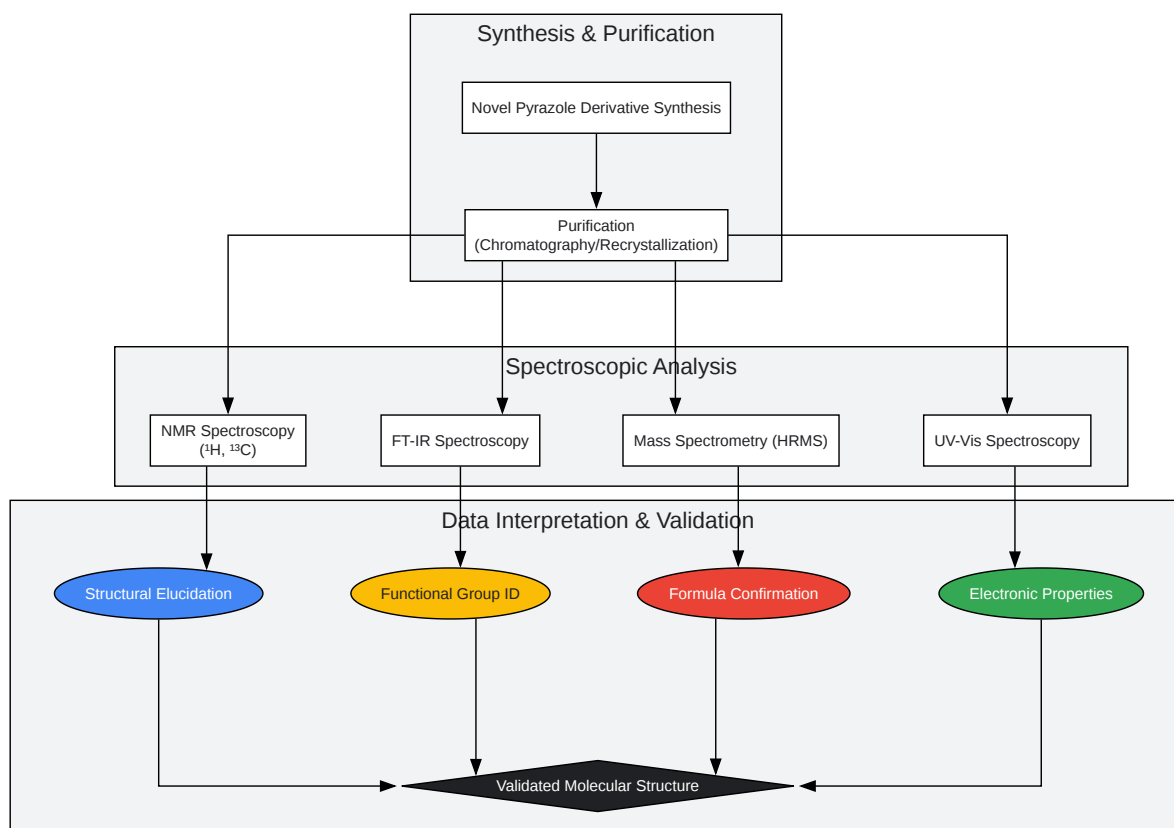 Synthesis & Purification
Novel Pyrazole Derivative Synthesis
Purification
(Chromatography/Recrystallization)
Spectroscopic Analysis
NMR Spectroscopy
(¹H, ¹³C)
FT-IR Spectroscopy
Mass Spectrometry (HRMS)
UV-Vis Spectroscopy
Data Interpretation & Validation
Structural Elucidation
Functional Group ID
Formula Confirmation
Electronic Properties
Validated Molecular Structure